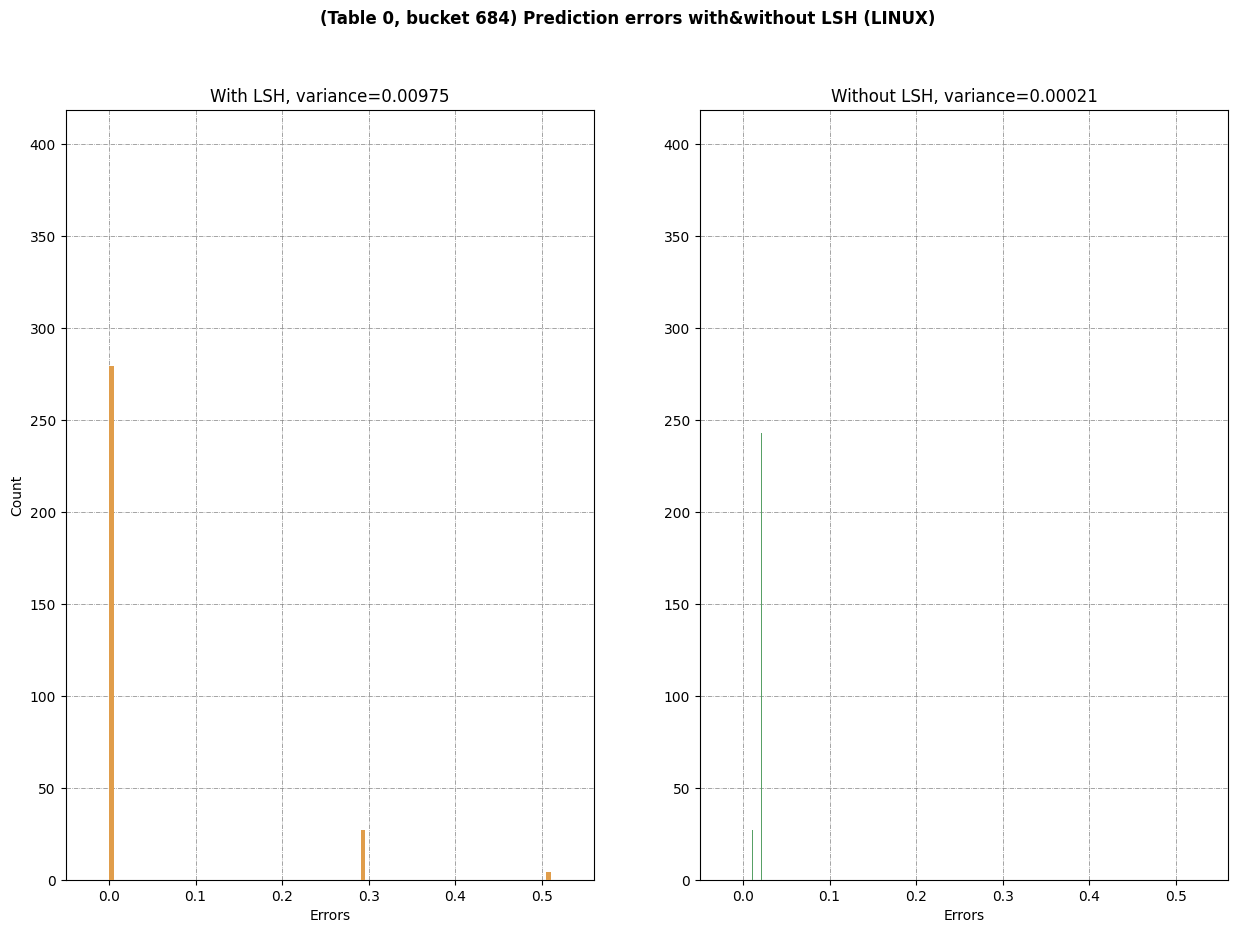 (Table 0, bucket 684) Prediction errors with&without LSH (LINUX)
With LSH, variance=0.00975
400
350
300
250
200
150
100
50
0
Count
0.0 0.1 0.2 0.3 0.4 0.5
Errors
Without LSH, variance=0.00021
400
350
300
250
200
150
100
50
0
0.0 0.1 0.2 0.3 0.4 0.5
Errors